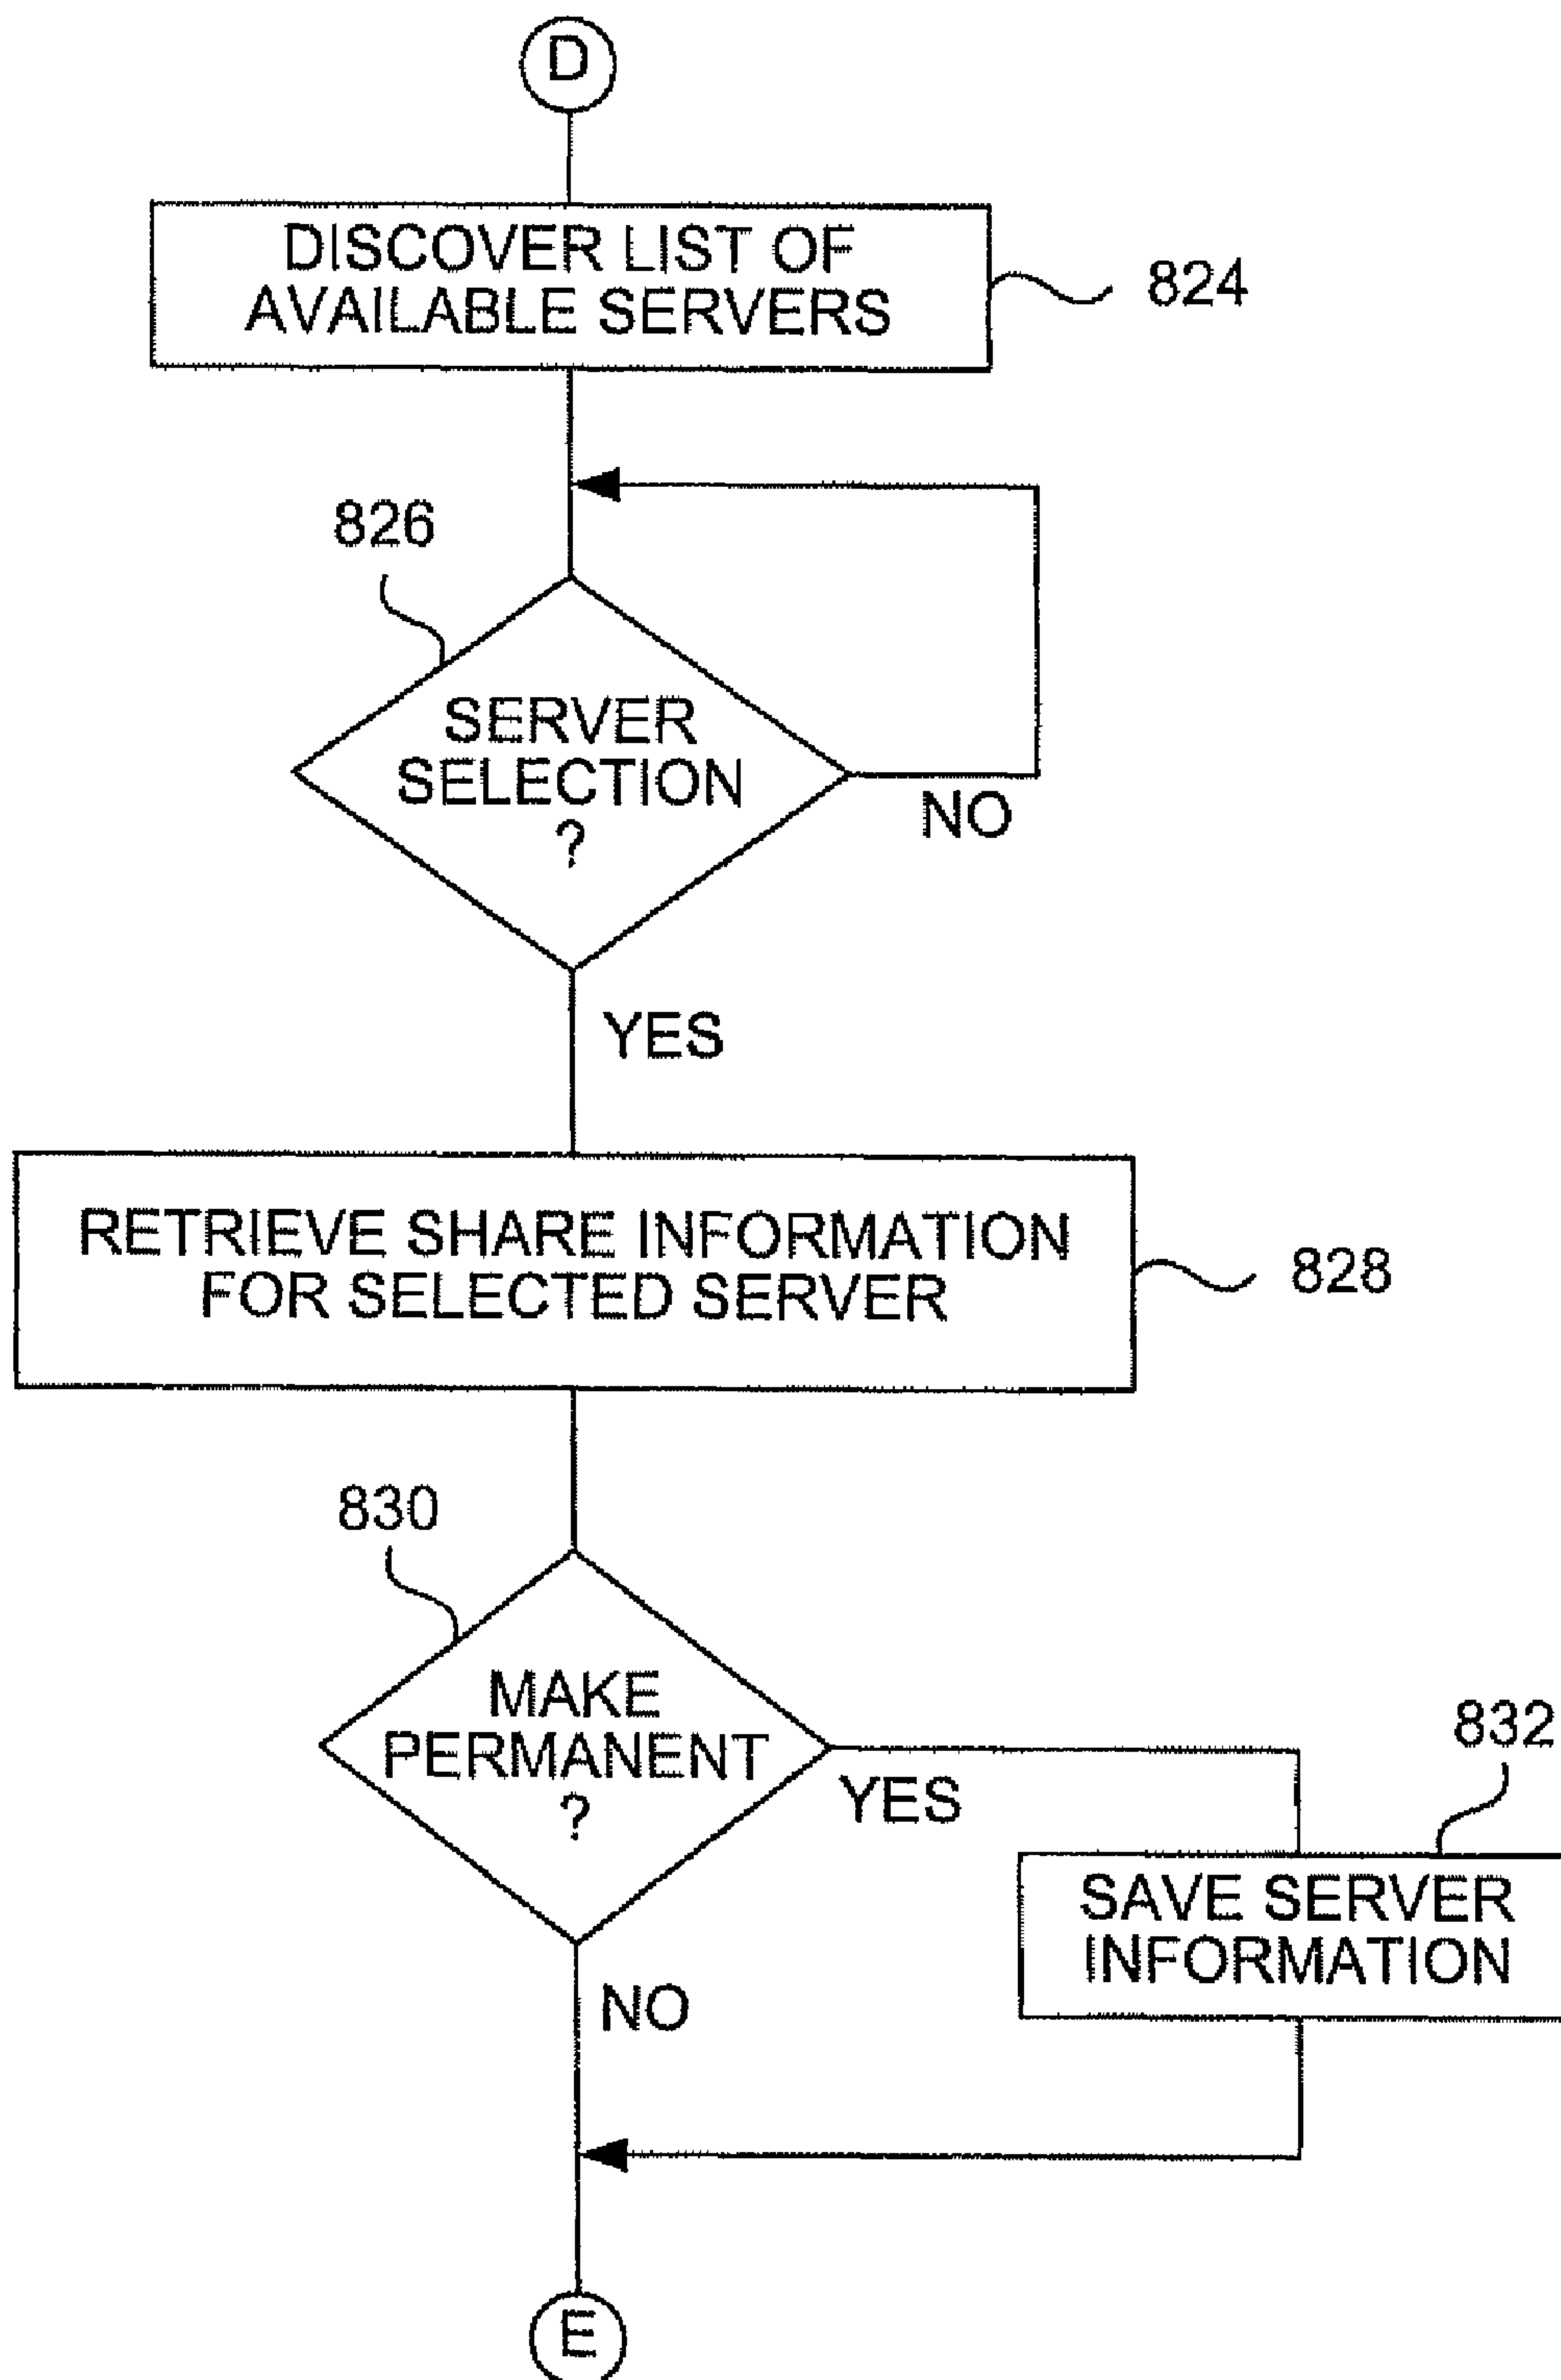 D
DISCOVER LIST OF
AVAILABLE SERVERS
824
826
SERVER
SELECTION
?
NO
YES
RETRIEVE SHARE INFORMATION
FOR SELECTED SERVER
828
830
MAKE
PERMANENT
?
YES
832
SAVE SERVER
INFORMATION
NO
E